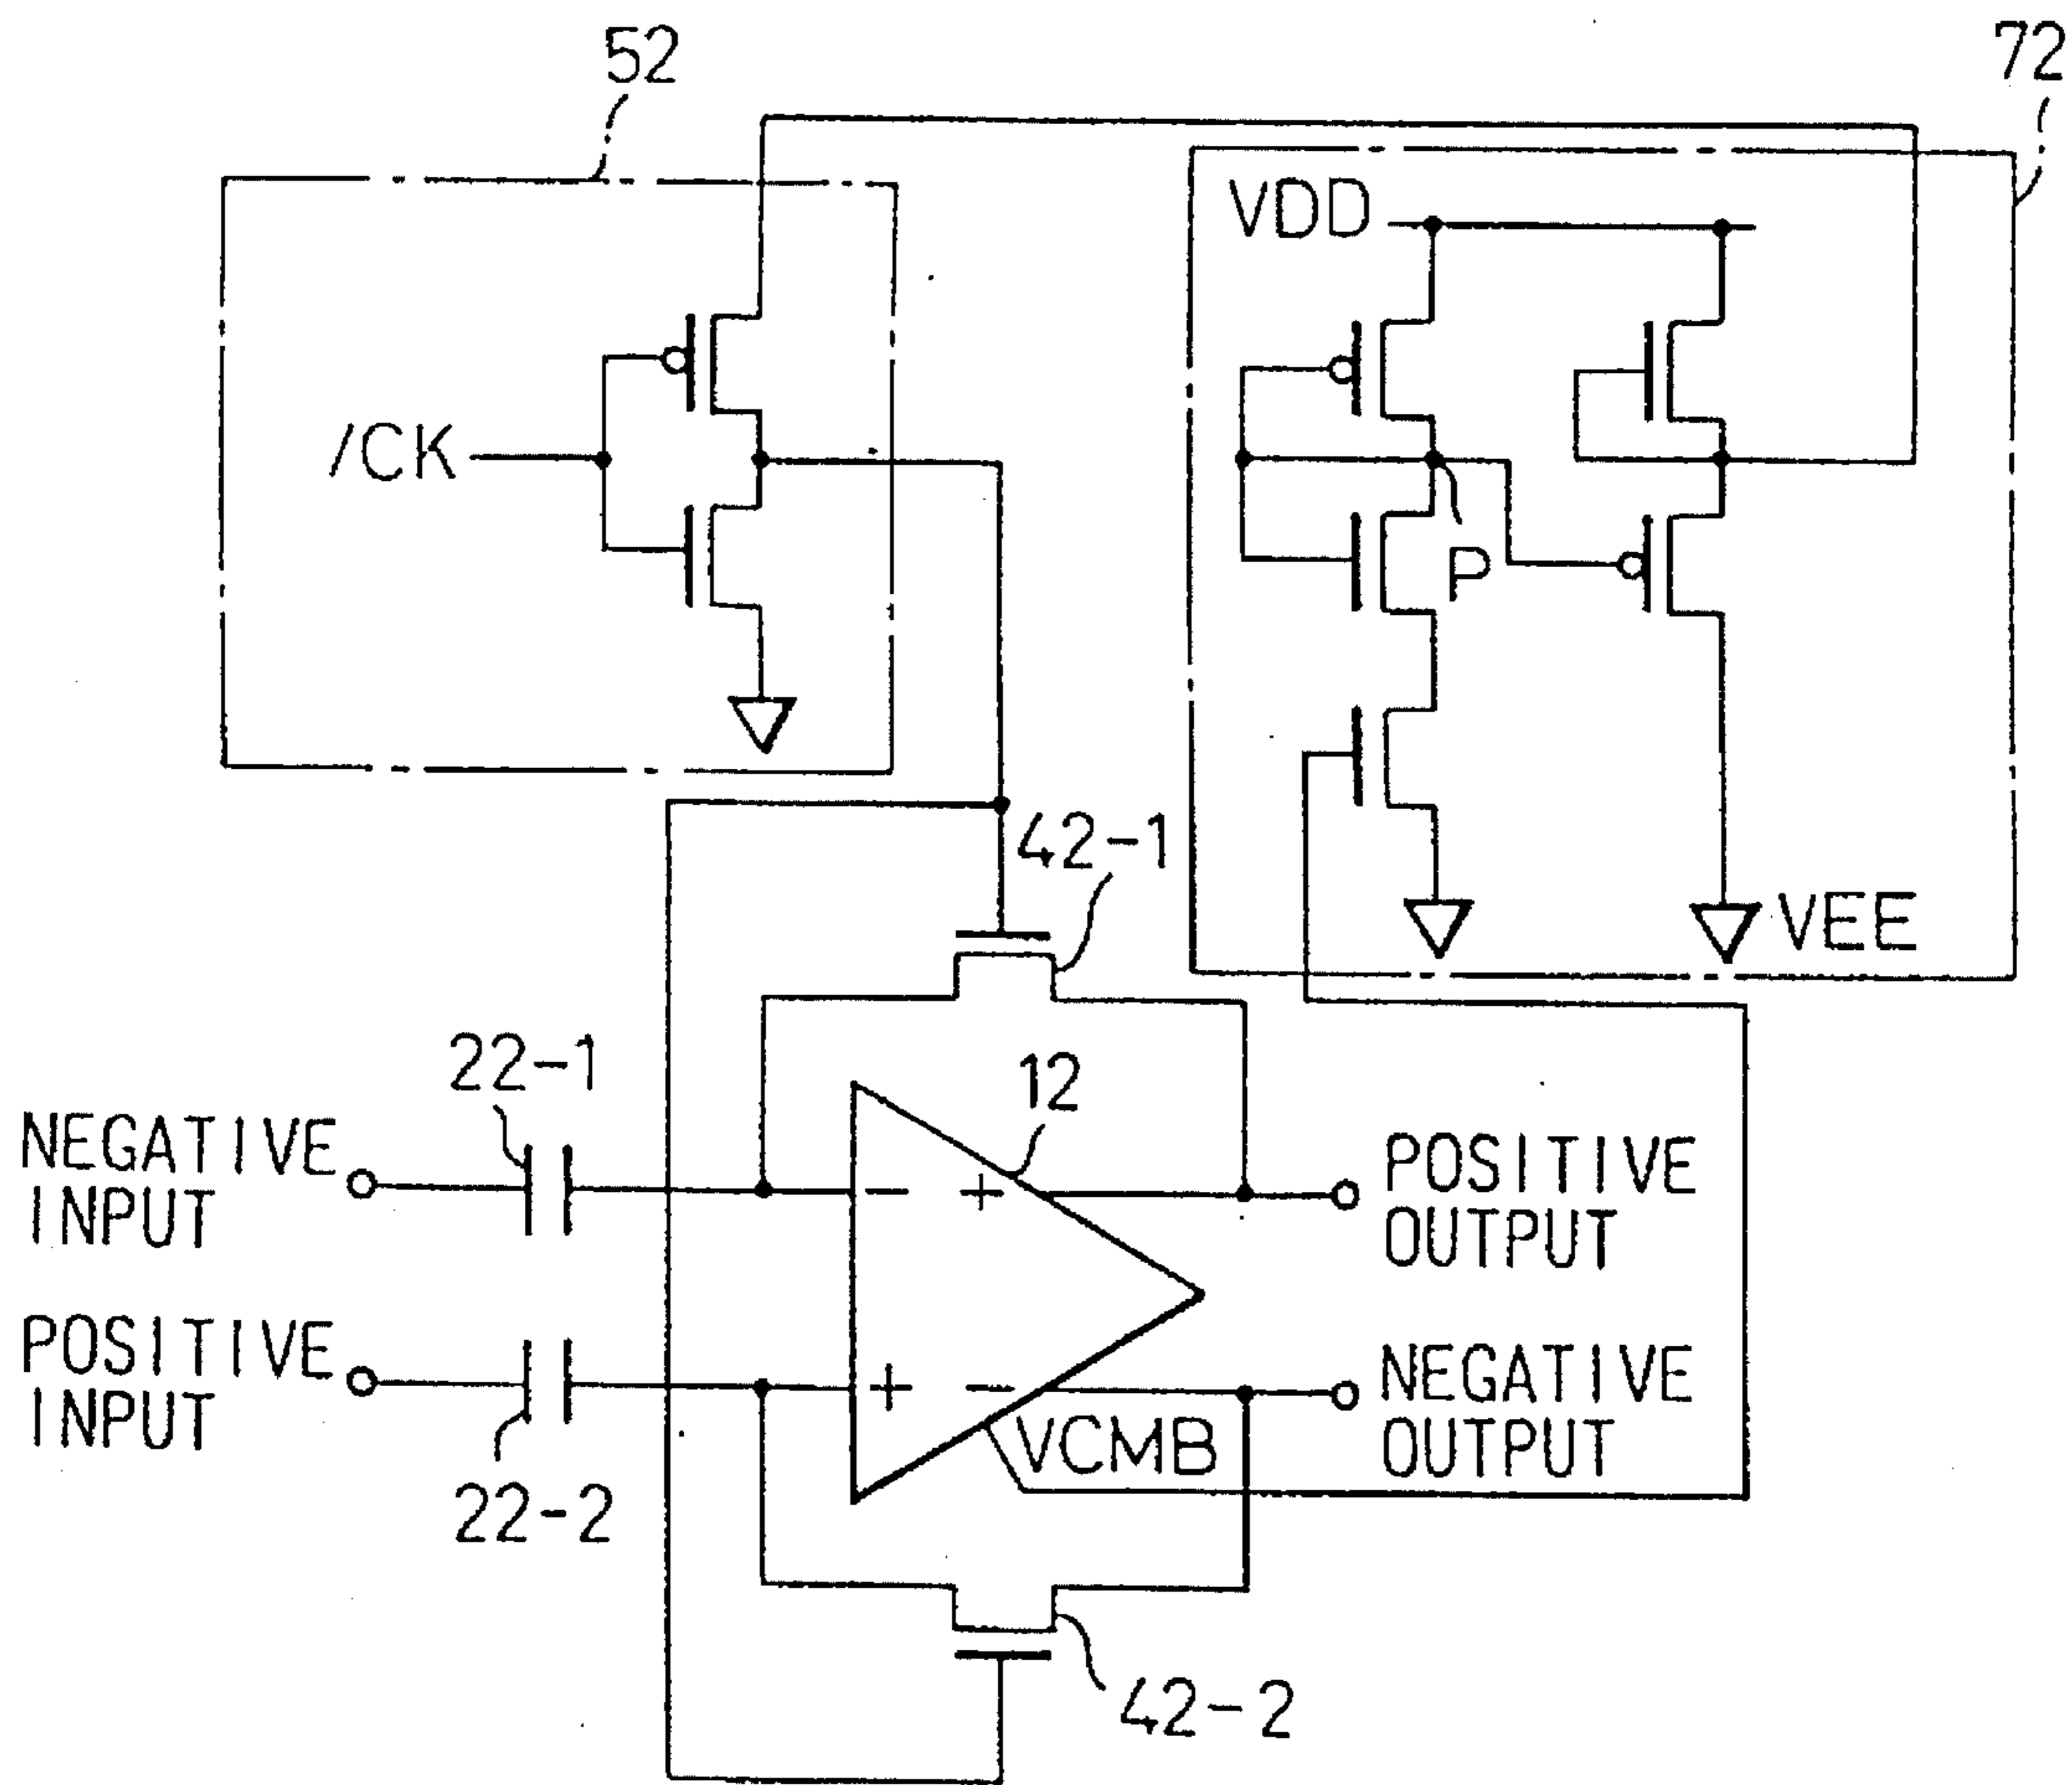 52
72
VDD
/CK
P
42-1
VEE
22-1
12
NEGATIVE
INPUT
- +
POSITIVE
OUTPUT
POSITIVE
INPUT
+ -
NEGATIVE
OUTPUT
VCMB
22-2
42-2